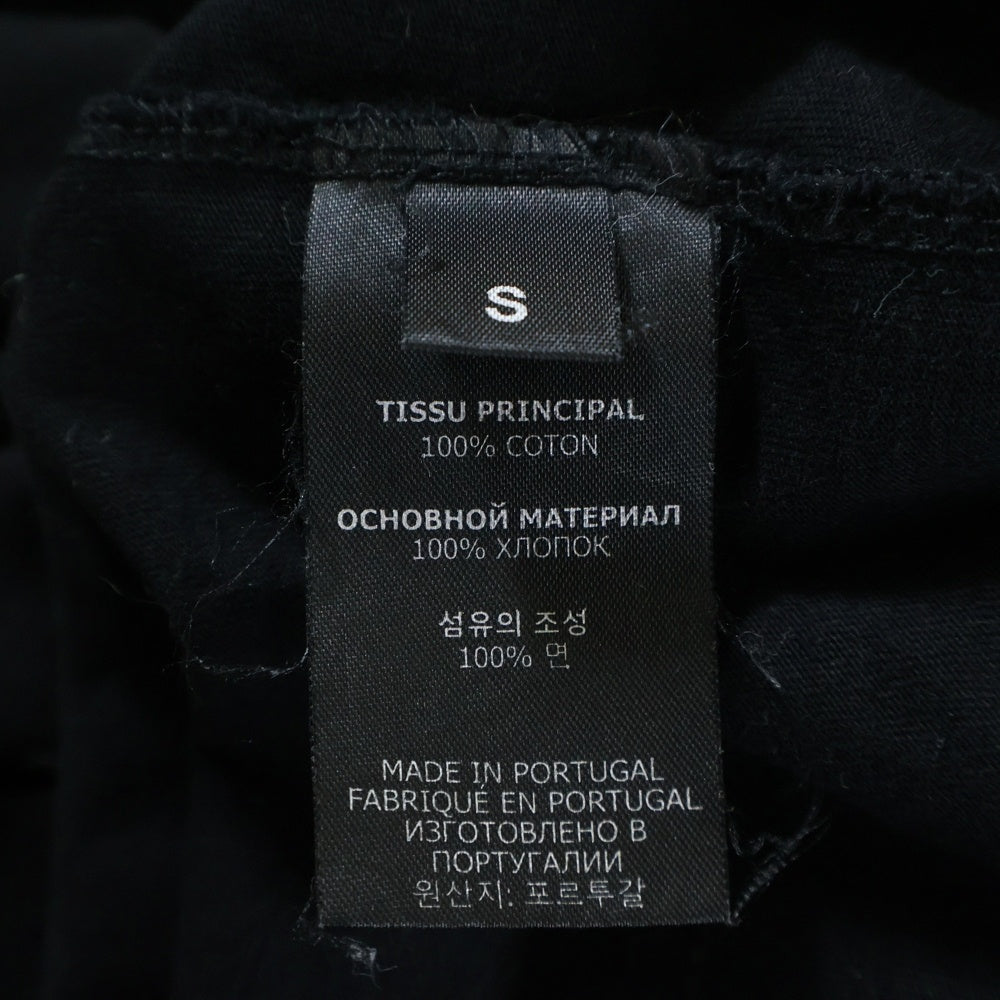 S
TISSU PRINCIPAL
100% COTON
ОСНОВНОЙ МАТЕРИАЛ
100% ХЛОПОК
섬유의 조성
100% 면
MADE IN PORTUGAL
FABRIQUÉ EN PORTUGAL
ИЗГОТОВЛЕНО В
ПОРТУГАЛИИ
원산지: 포르투갈